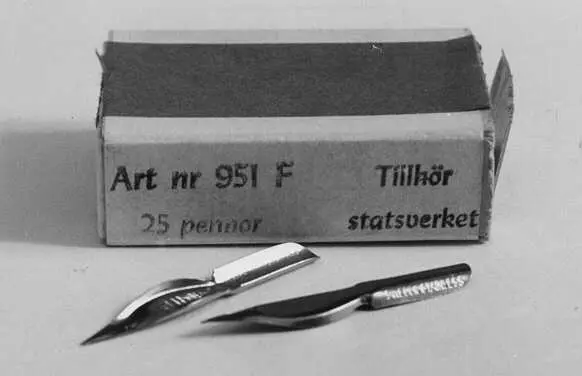 Art nr 951 F
25 pennor
Tillhör
statsverket